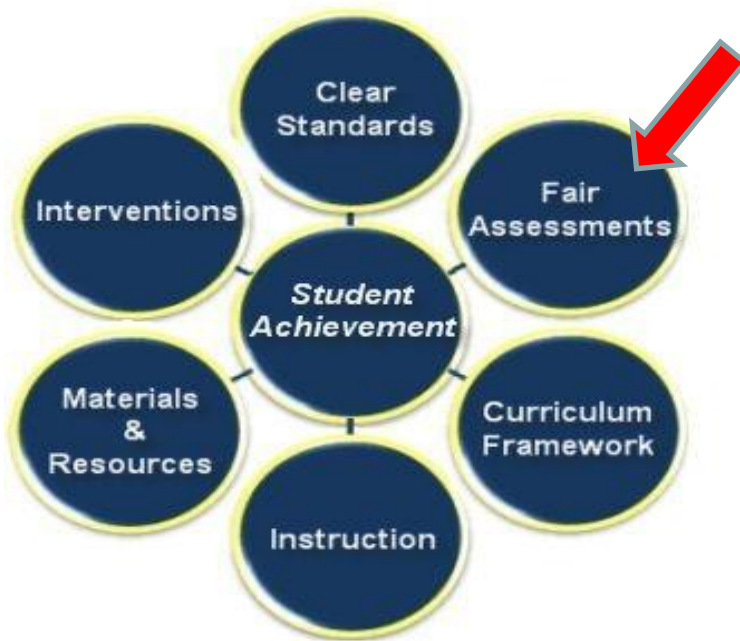 Clear
Standards
Fair
Assessments
Interventions
Student
Achievement
Materials
&
Resources
Curriculum
Framework
Instruction